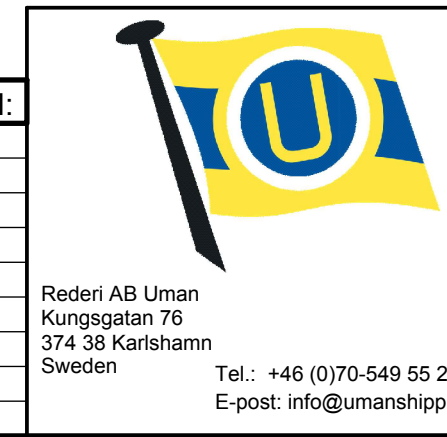 U
:
Rederi AB Uman
Kungsgatan 76
374 38 Karlshamn
Sweden
Tel.: +46 (0)70-549 55 2
E-post: info@umanshipp